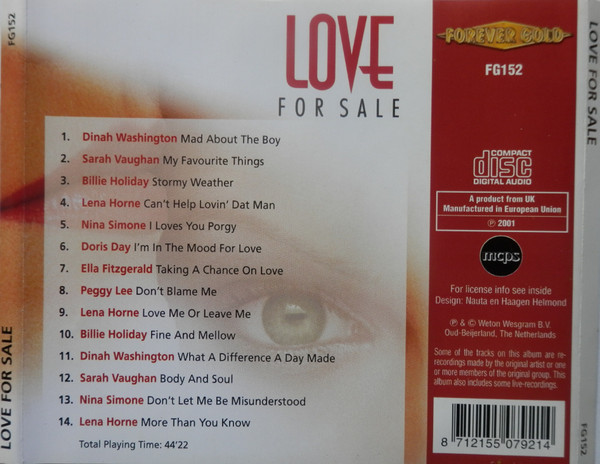 FG152
LOVE FOR SALE
LOVE
FOR SALE
1. Dinah Washington Mad About The Boy
2. Sarah Vaughan My Favourite Things
3. Billie Holiday Stormy Weather
4. Lena Horne Can't Help Lovin' Dat Man
5. Nina Simone I Loves You Porgy
6. Doris Day I'm In The Mood For Love
7. Ella Fitzgerald Taking A Chance On Love
8. Peggy Lee Don't Blame Me
9. Lena Horne Love Me Or Leave Me
10. Billie Holiday Fine And Mellow
11. Dinah Washington What A Difference A Day Made
12. Sarah Vaughan Body And Soul
13. Nina Simone Don't Let Me Be Misunderstood
14. Lena Horne More Than You Know
Total Playing Time: 44'22
FOREVER GOLD
FG152
COMPACT
disc
DIGITAL AUDIO
A product from UK
Manufactured in European Union
℗ 2001
mcps
For license info see inside
Design: Nauta en Haagen Helmond
℗ & © Weton Wesgram B.V.
Oud-Beijerland, The Netherlands
Some of the tracks on this album are re-
recordings made by the original artist or one
or more members of the original group. This
album also includes some live-recordings.
8 712155 079214
LOVE FOR SALE
FG152